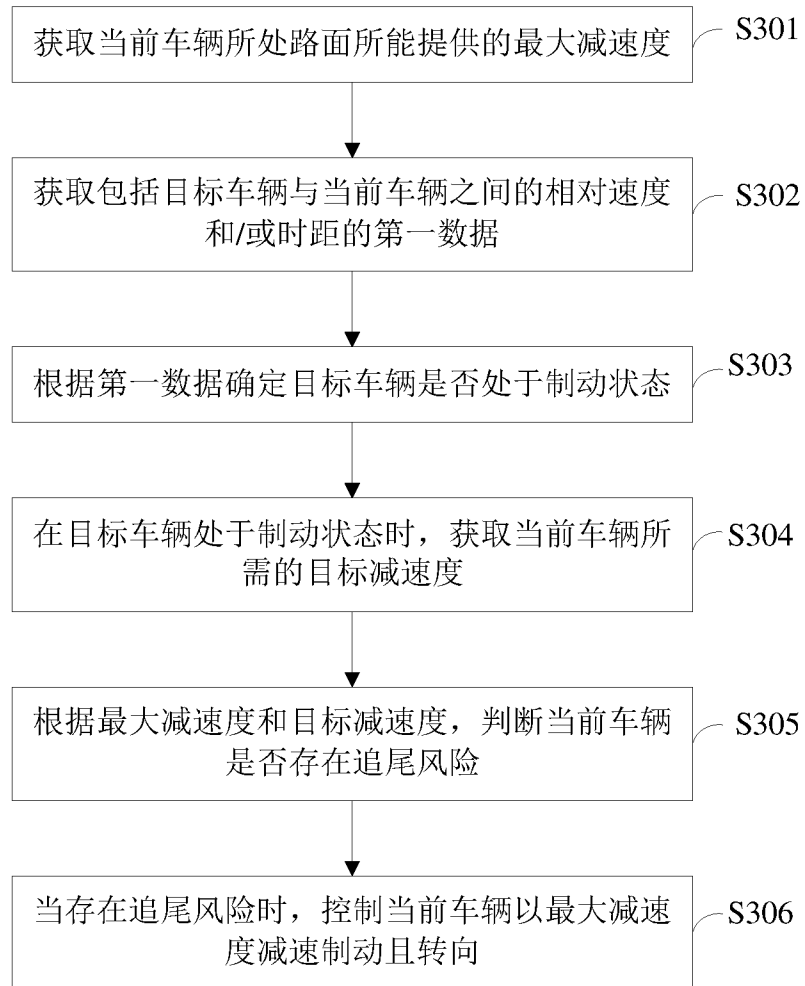 获取当前车辆所处路面所能提供的最大减速度
S301
获取包括目标车辆与当前车辆之间的相对速度
和/或时距的第一数据
S302
根据第一数据确定目标车辆是否处于制动状态
S303
在目标车辆处于制动状态时，获取当前车辆所
需的目标减速度
S304
根据最大减速度和目标减速度，判断当前车辆
是否存在追尾风险
S305
当存在追尾风险时，控制当前车辆以最大减速
度减速制动且转向
S306